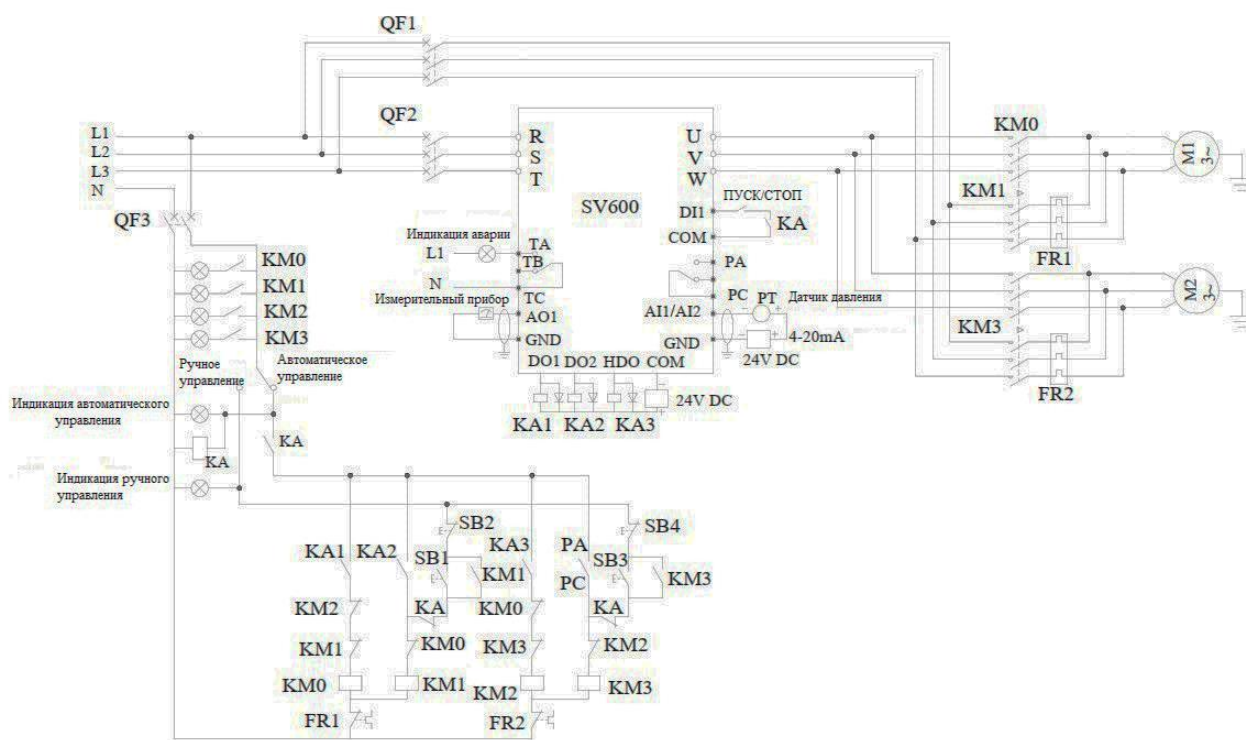 QF1
QF2
L1
L2
L3
N
QF3
R
S
T
SV600
U
V
W
DI1
COM
ПУСК/СТОП
KA
KM0
KM1
FR1
M1
3~
KM3
FR2
M2
3~
Индикация аварии
L1
N
TA
TB
TC
Измерительный прибор
AO1
GND
PA
PC
AI1/AI2
GND
PT
Датчик давления
4-20mA
24V DC
DO1
DO2
HDO
COM
KA1
KA2
KA3
24V DC
KM0
KM1
KM2
KM3
Ручное
управление
Автоматическое
управление
Индикация автоматического
управления
KA
KA
Индикация ручного
управления
SB2
SB4
KA1
KA2
SB1
KM1
KA3
PA
PC
SB3
KM3
KM2
KA
KM0
KA
KM1
KM0
KM3
KM2
KM0
KM1
KM2
KM3
FR1
FR2